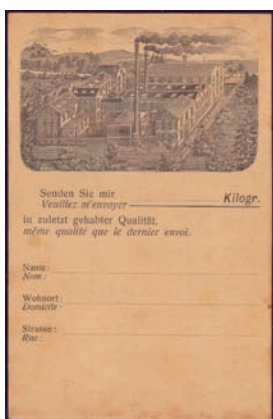 Senden Sie mir
Veuillez m'envoyer Kilogr.
in zuletzt gehabter Qualität,
même qualité que le dernier envoi.
Name:
Nom:
Wohnort:
Domicile:
Strasse:
Rue: